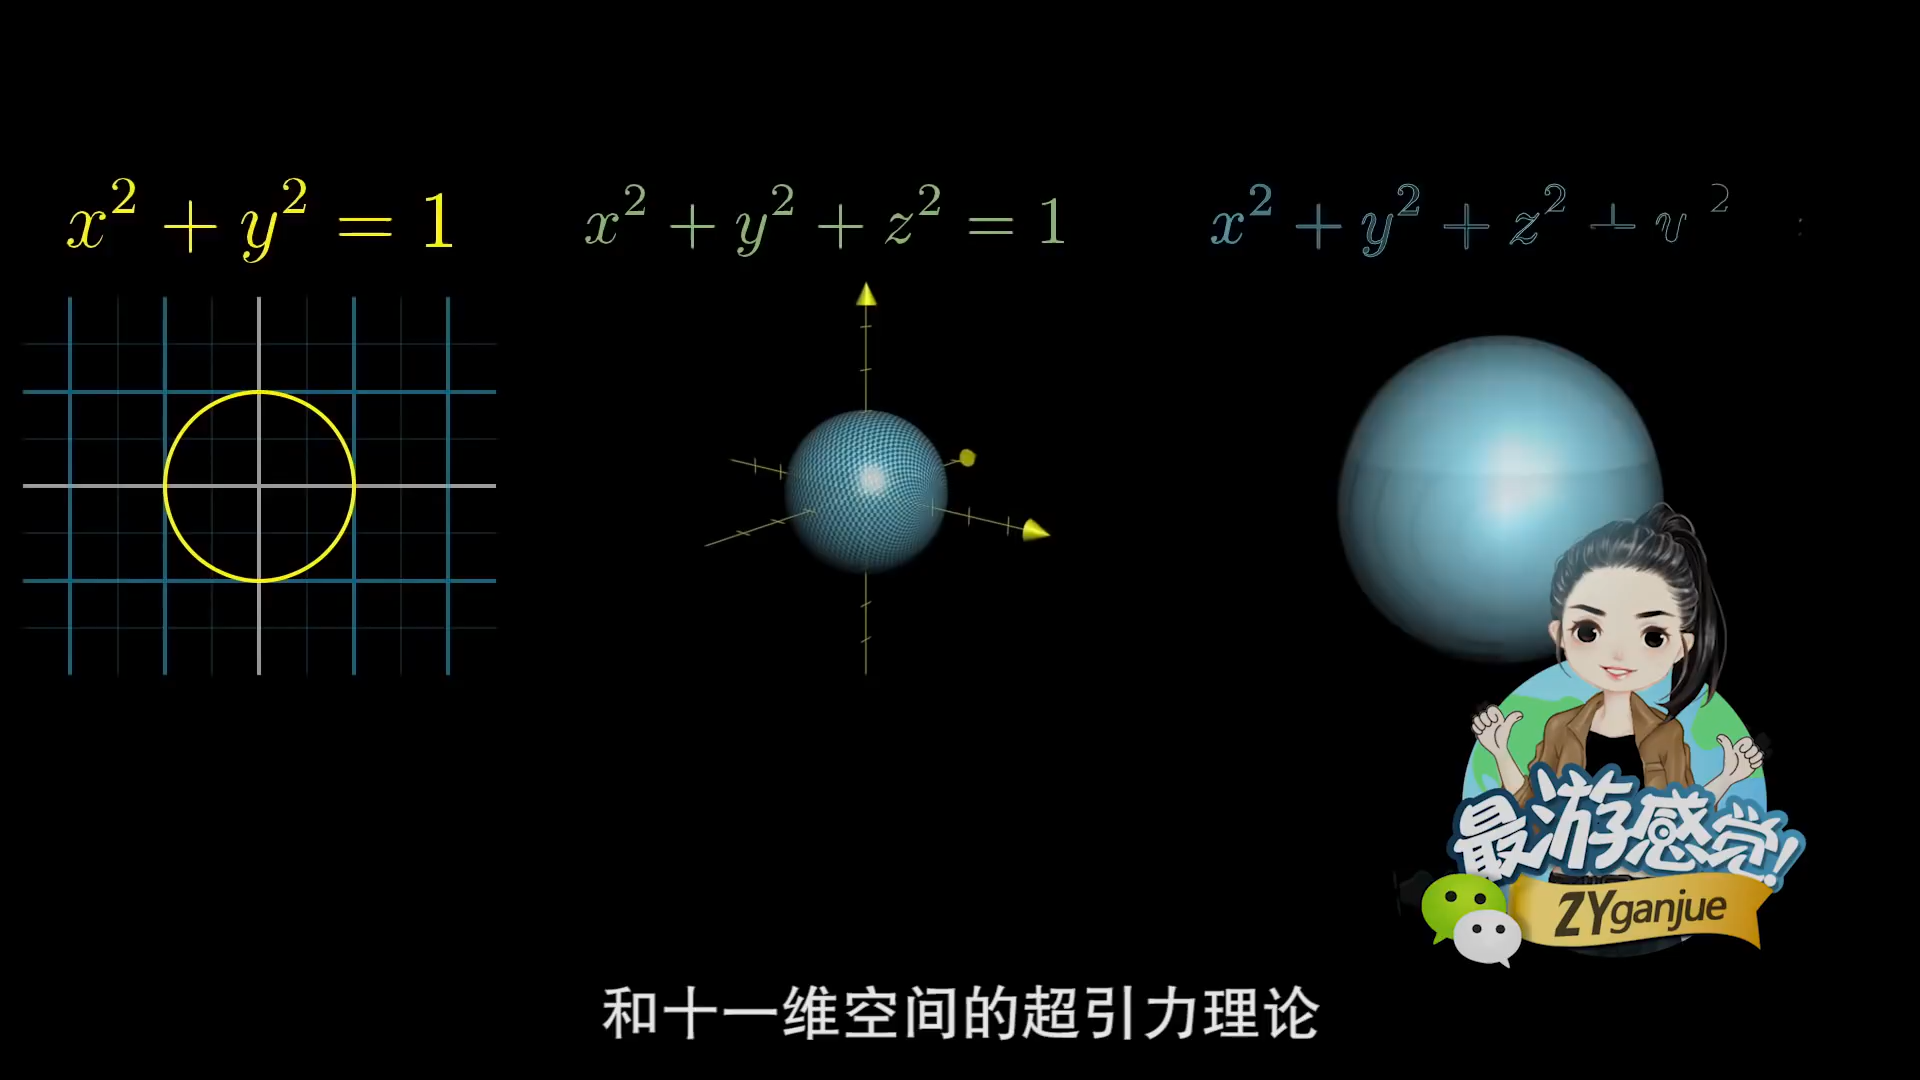 x² + y² = 1
x² + y² + z² = 1
x² + y² + z²
最游感觉!
ZYganjue
和十一维空间的超引力理论